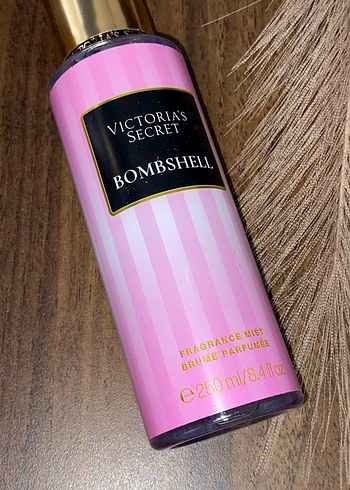 VICTORIA'S
SECRET
BOMBSHELL
FRAGRANCE MIST
BRUME PARFUMÉE
℮250 ml/8.4 fl oz